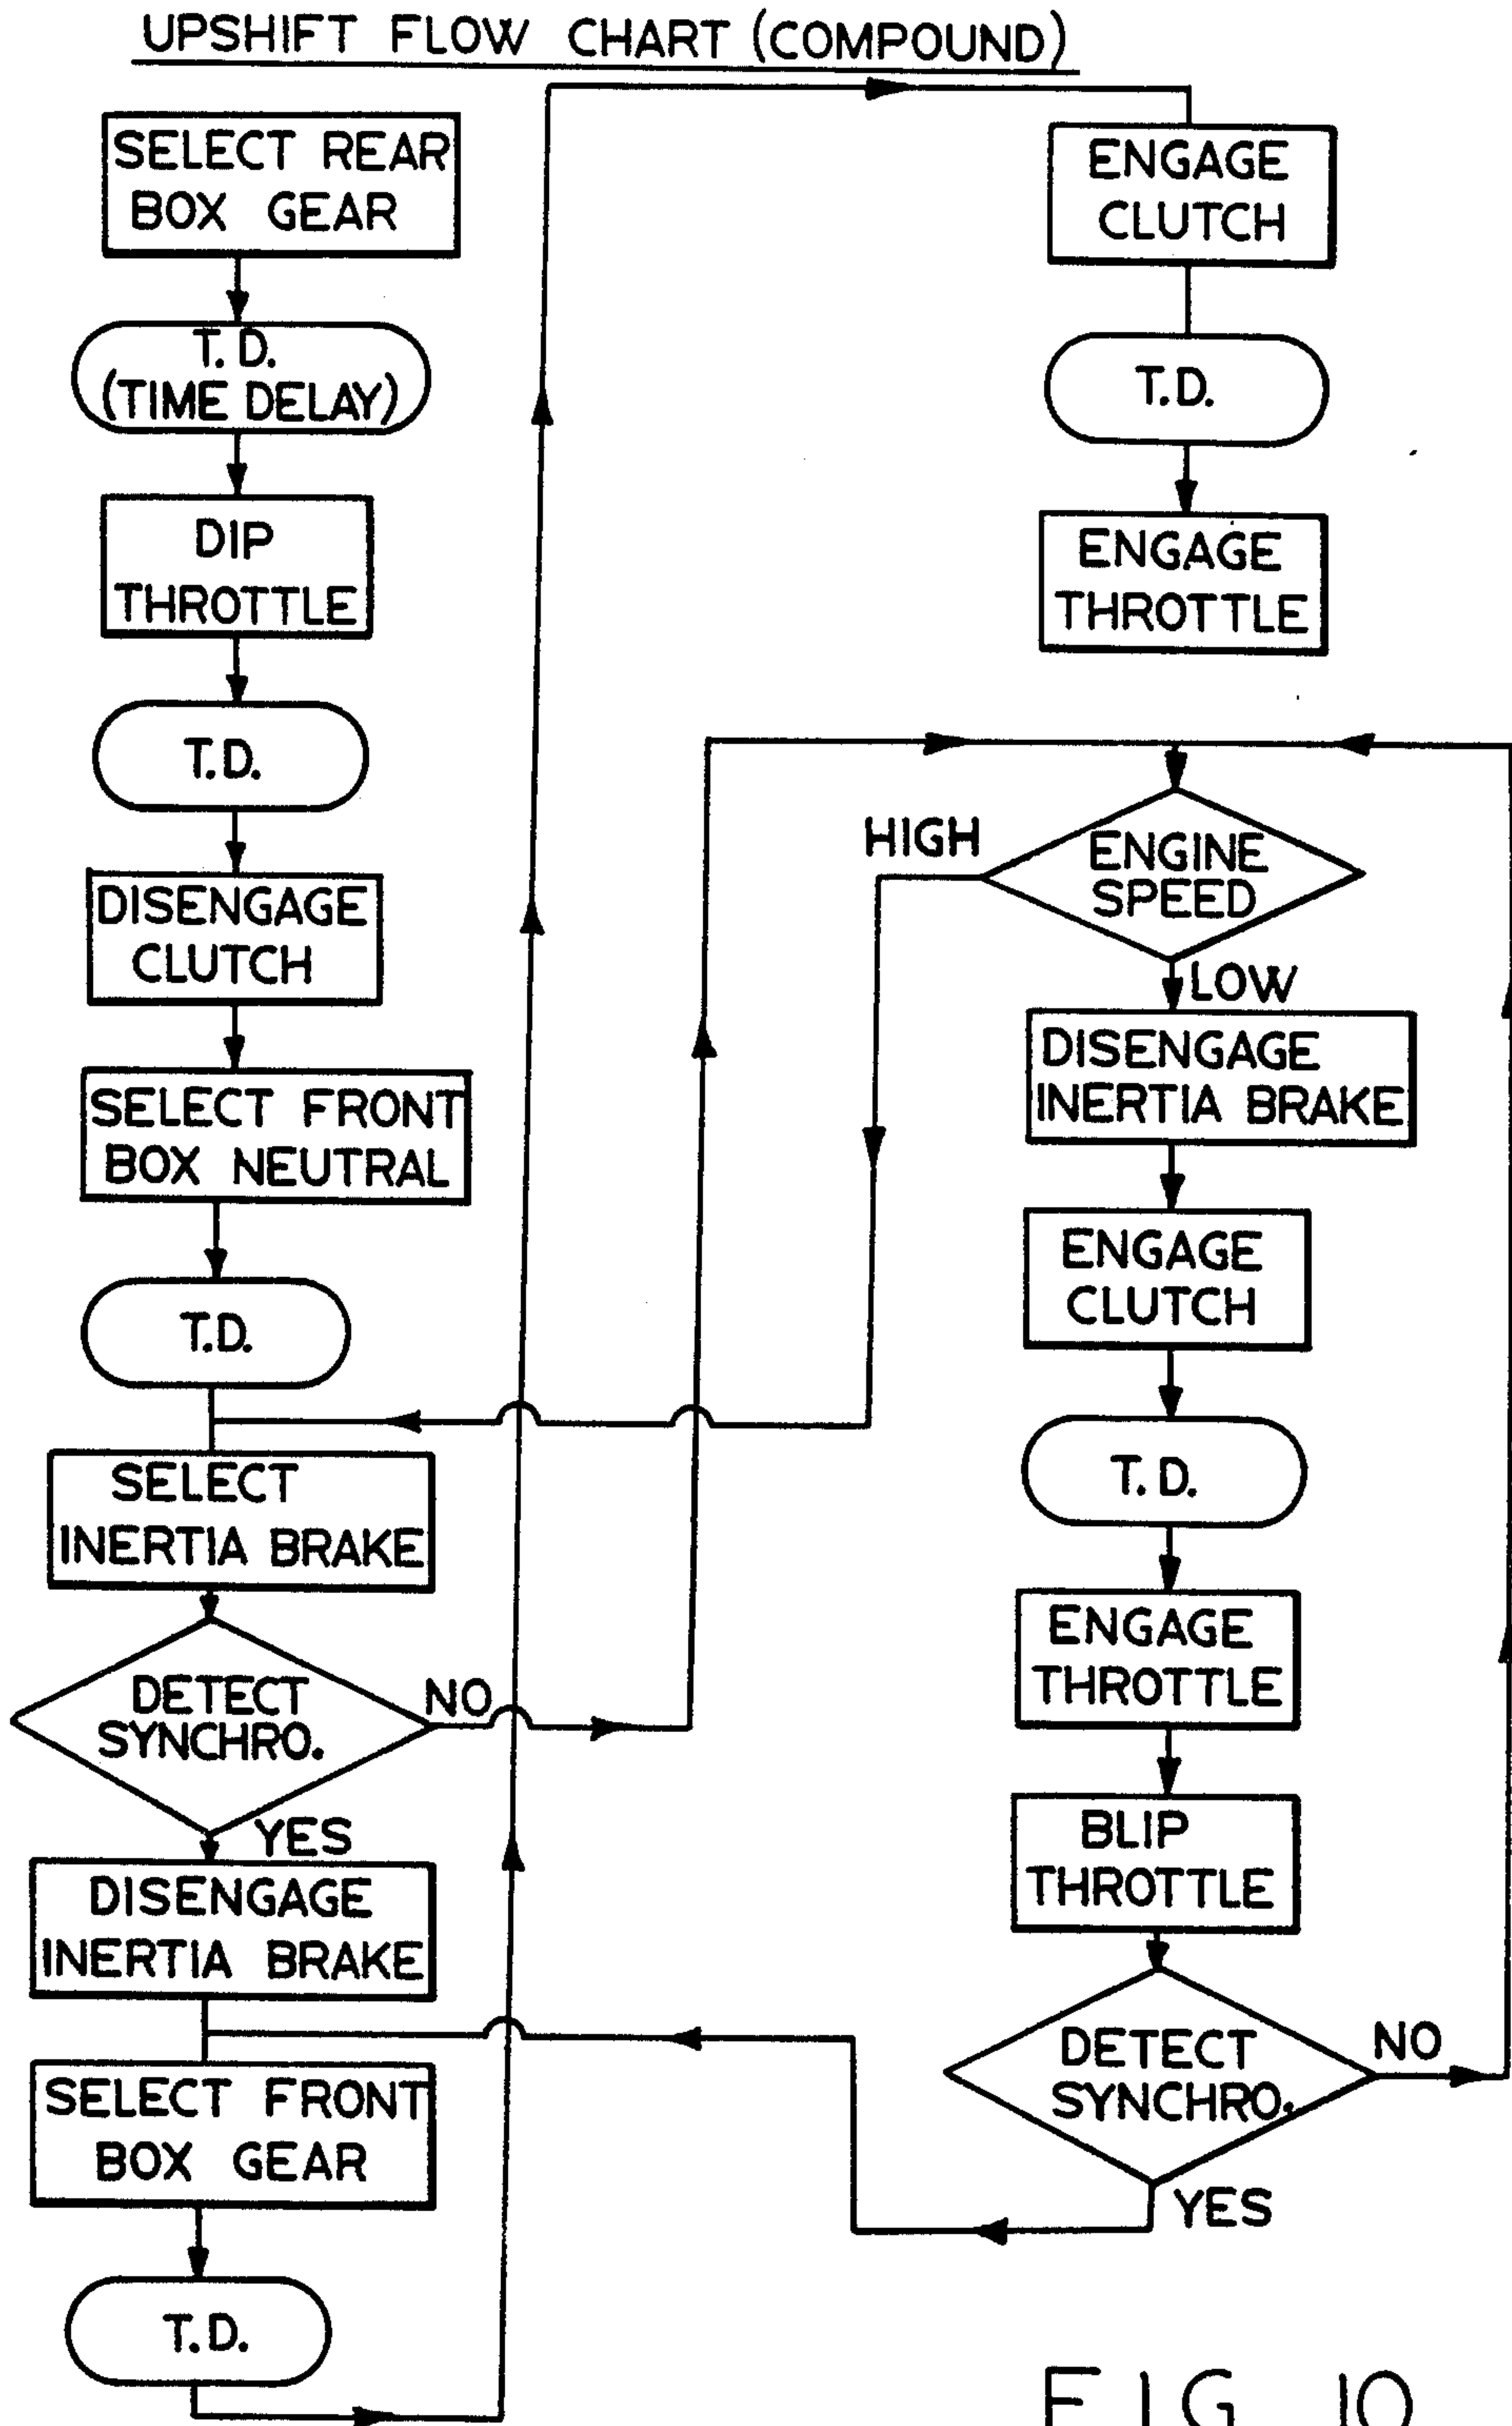 UPSHIFT FLOW CHART (COMPOUND)
SELECT REAR
BOX GEAR
T.D.
(TIME DELAY)
DIP
THROTTLE
T.D.
DISENGAGE
CLUTCH
SELECT FRONT
BOX NEUTRAL
T.D.
SELECT
INERTIA BRAKE
DETECT
SYNCHRO.
NO
YES
DISENGAGE
INERTIA BRAKE
SELECT FRONT
BOX GEAR
T.D.
ENGAGE
CLUTCH
T.D.
ENGAGE
THROTTLE
ENGINE
SPEED
HIGH
LOW
DISENGAGE
INERTIA BRAKE
ENGAGE
CLUTCH
T.D.
ENGAGE
THROTTLE
BLIP
THROTTLE
DETECT
SYNCHRO.
NO
YES
FIG 10